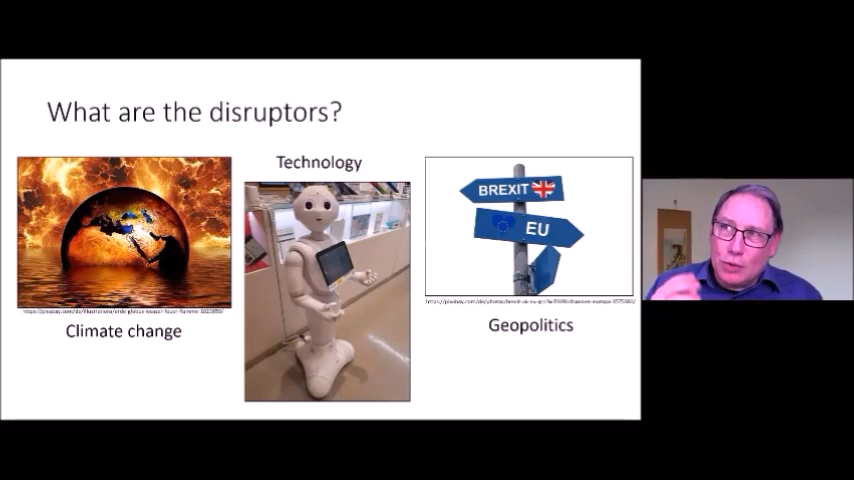 What are the disruptors?
Technology
BREXIT
EU
Climate change
Geopolitics